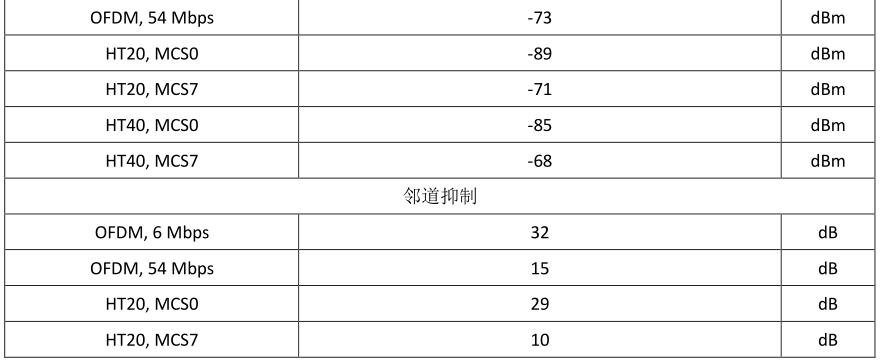 OFDM, 54 Mbps -73 dBm
HT20, MCS0 -89 dBm
HT20, MCS7 -71 dBm
HT40, MCS0 -85 dBm
HT40, MCS7 -68 dBm
邻道抑制
OFDM, 6 Mbps 32 dB
OFDM, 54 Mbps 15 dB
HT20, MCS0 29 dB
HT20, MCS7 10 dB